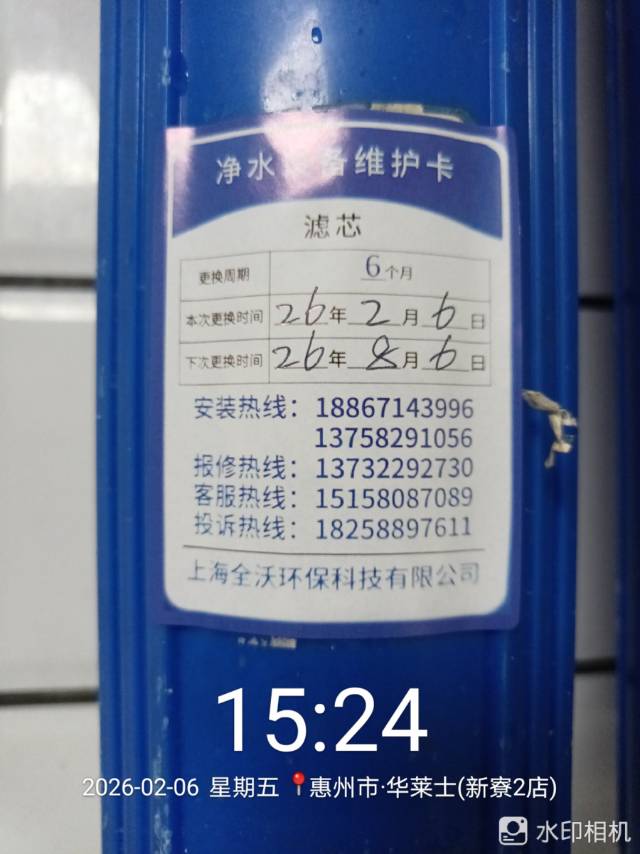 净水 备维护卡
滤芯
更换周期 6个月
本次更换时间 26年2月6日
下次更换时间 26年8月6日
安装热线：18867143996
13758291056
报修热线：13732292730
客服热线：15158087089
投诉热线：18258897611
上海全沃环保科技有限公司
15:24
2026-02-06 星期五 惠州市·华莱士(新寮2店)
水印相机